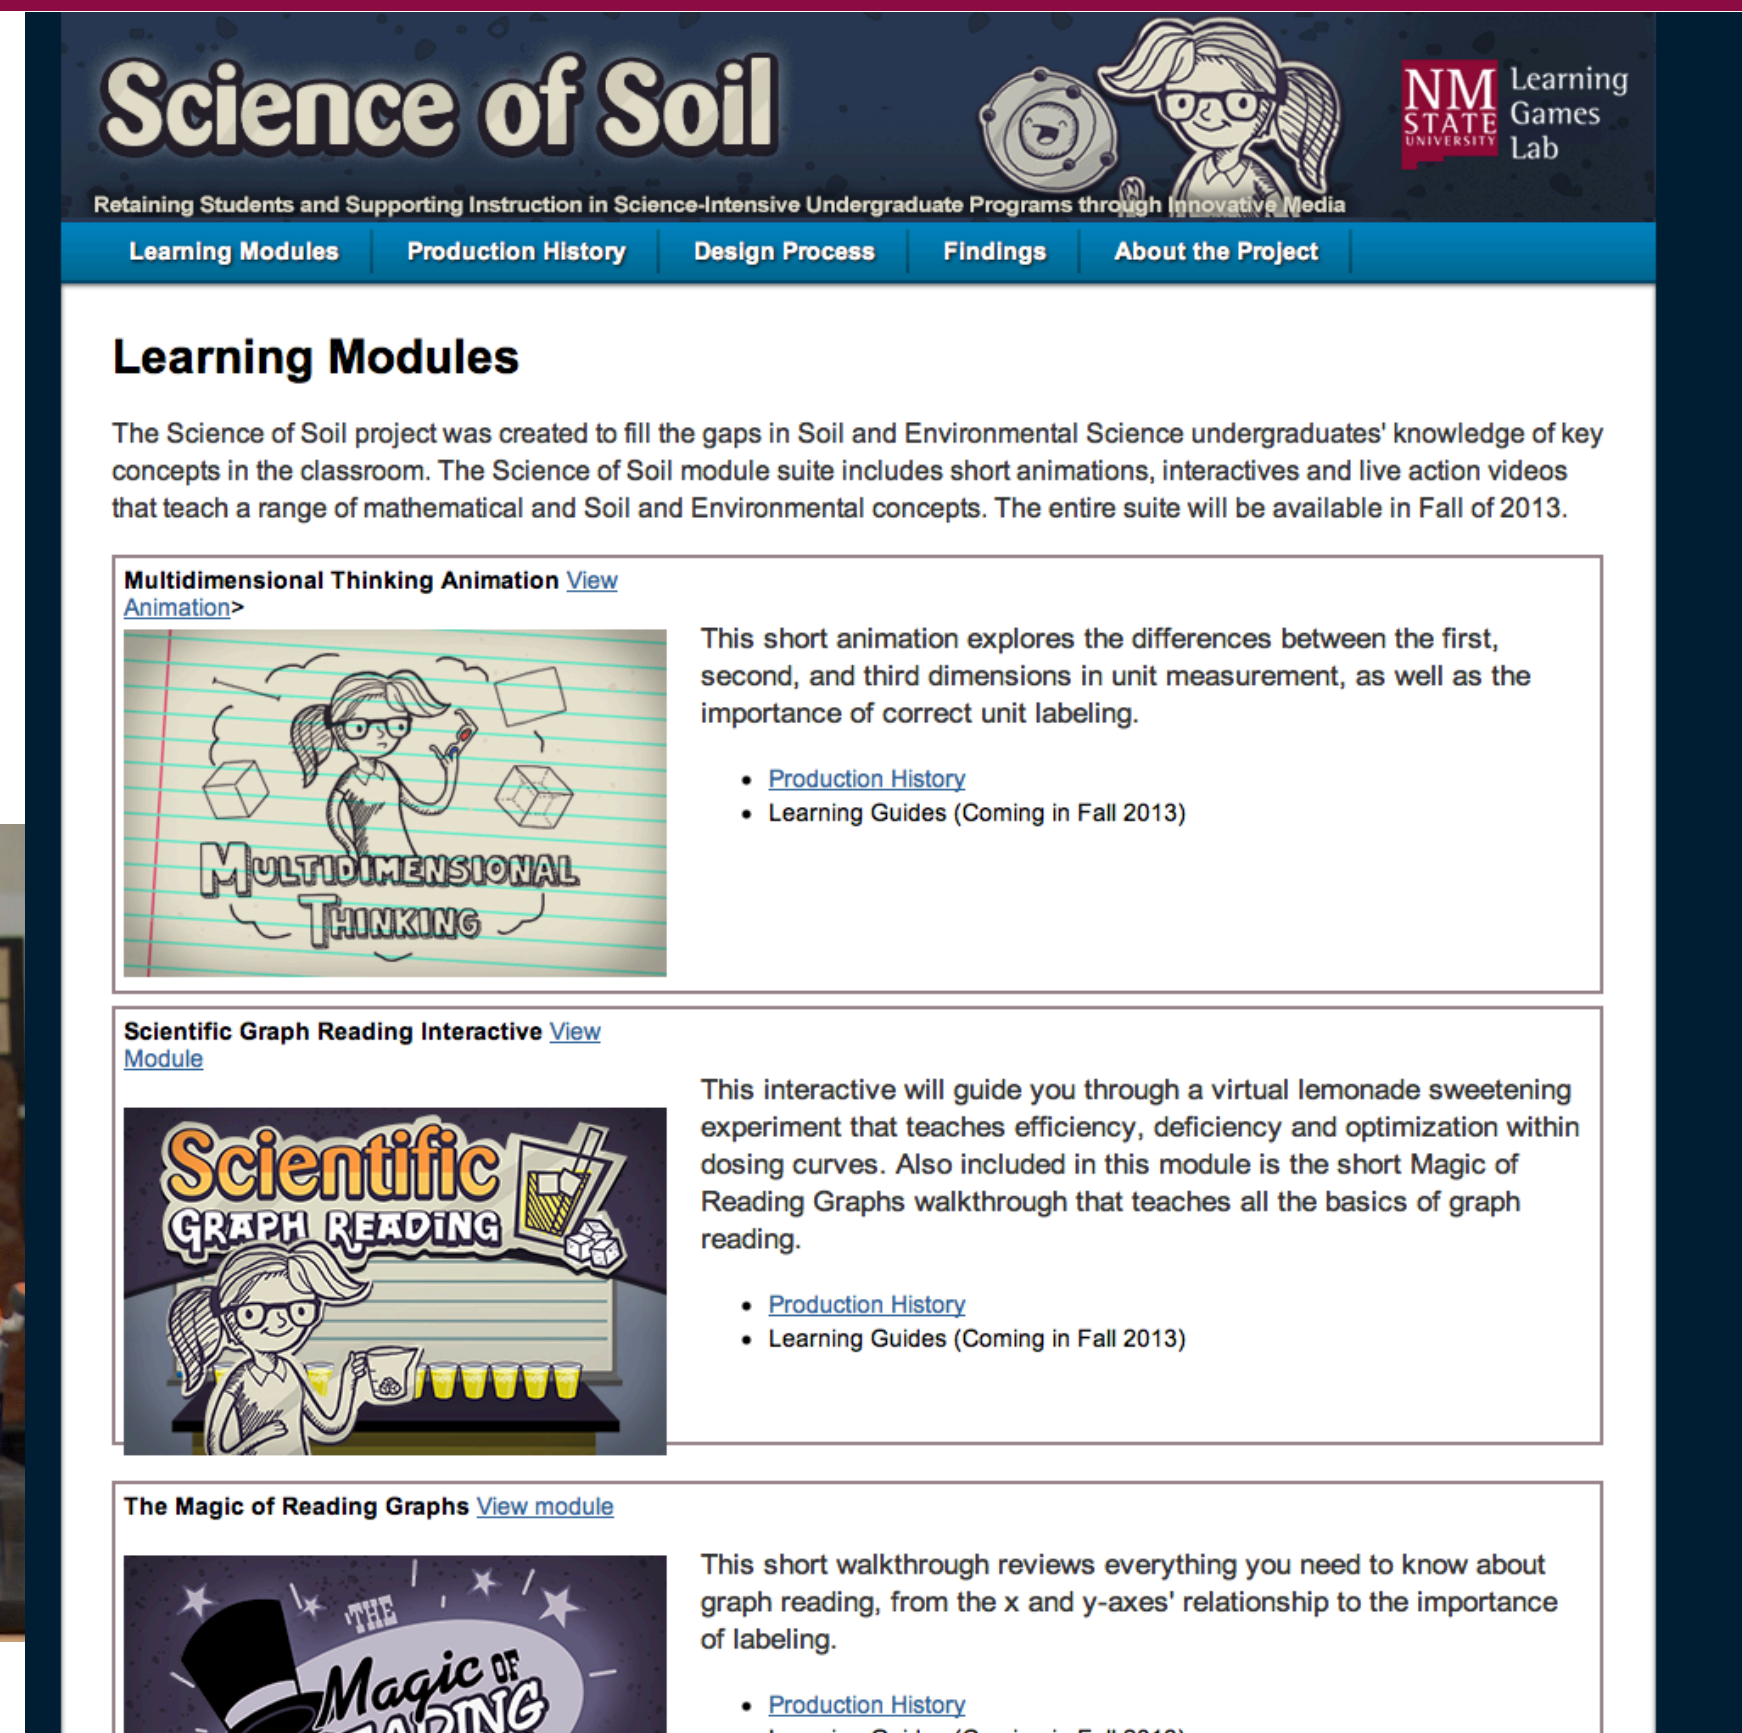 Science of Soil
NM
STATE
UNIVERSITY
Learning
Games
Lab
Retaining Students and Supporting Instruction in Science-Intensive Undergraduate Programs through Innovative Media
Learning Modules Production History Design Process Findings About the Project
Learning Modules
The Science of Soil project was created to fill the gaps in Soil and Environmental Science undergraduates' knowledge of key
concepts in the classroom. The Science of Soil module suite includes short animations, interactives and live action videos
that teach a range of mathematical and Soil and Environmental concepts. The entire suite will be available in Fall of 2013.
Multidimensional Thinking Animation View
Animation>
MULTIDIMENSIONAL
THINKING
This short animation explores the differences between the first,
second, and third dimensions in unit measurement, as well as the
importance of correct unit labeling.
• Production History
• Learning Guides (Coming in Fall 2013)
Scientific Graph Reading Interactive View
Module
Scientific
GRAPH READING
This interactive will guide you through a virtual lemonade sweetening
experiment that teaches efficiency, deficiency and optimization within
dosing curves. Also included in this module is the short Magic of
Reading Graphs walkthrough that teaches all the basics of graph
reading.
• Production History
• Learning Guides (Coming in Fall 2013)
The Magic of Reading Graphs View module
THE
Magic OF
READING
This short walkthrough reviews everything you need to know about
graph reading, from the x and y-axes' relationship to the importance
of labeling.
• Production History